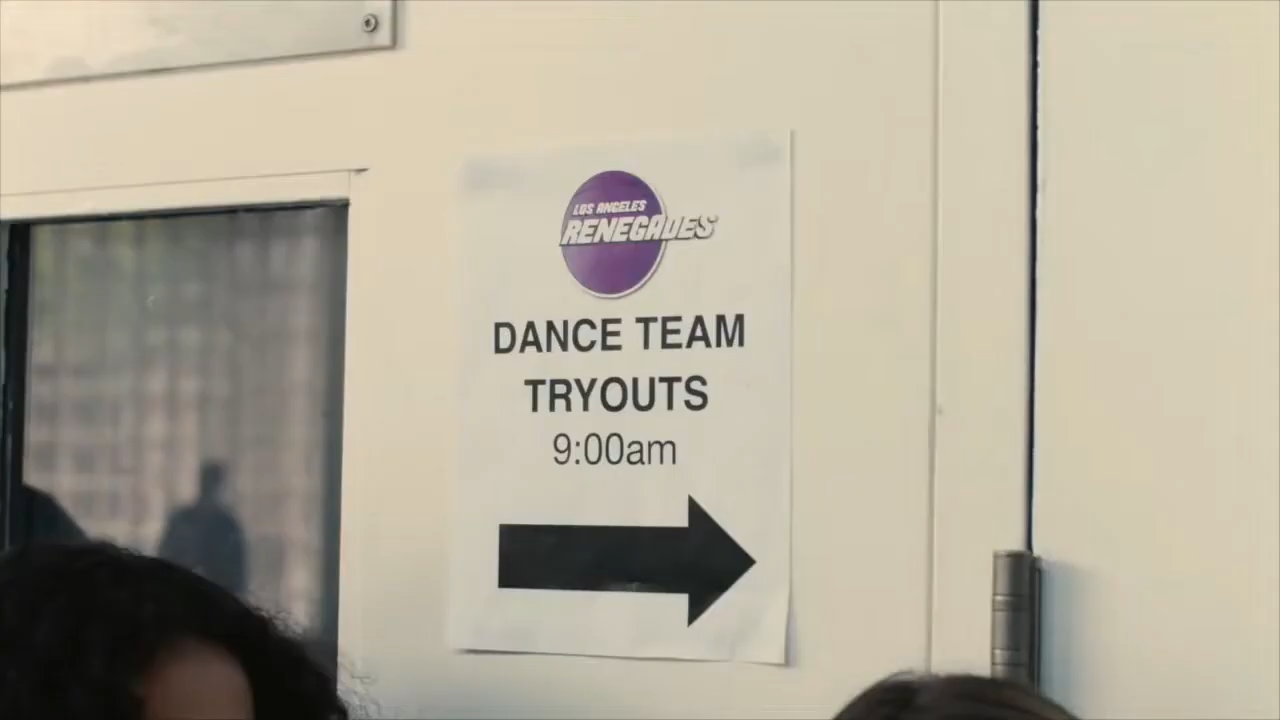 LOS ANGELES
RENEGADES
DANCE TEAM
TRYOUTS
9:00am